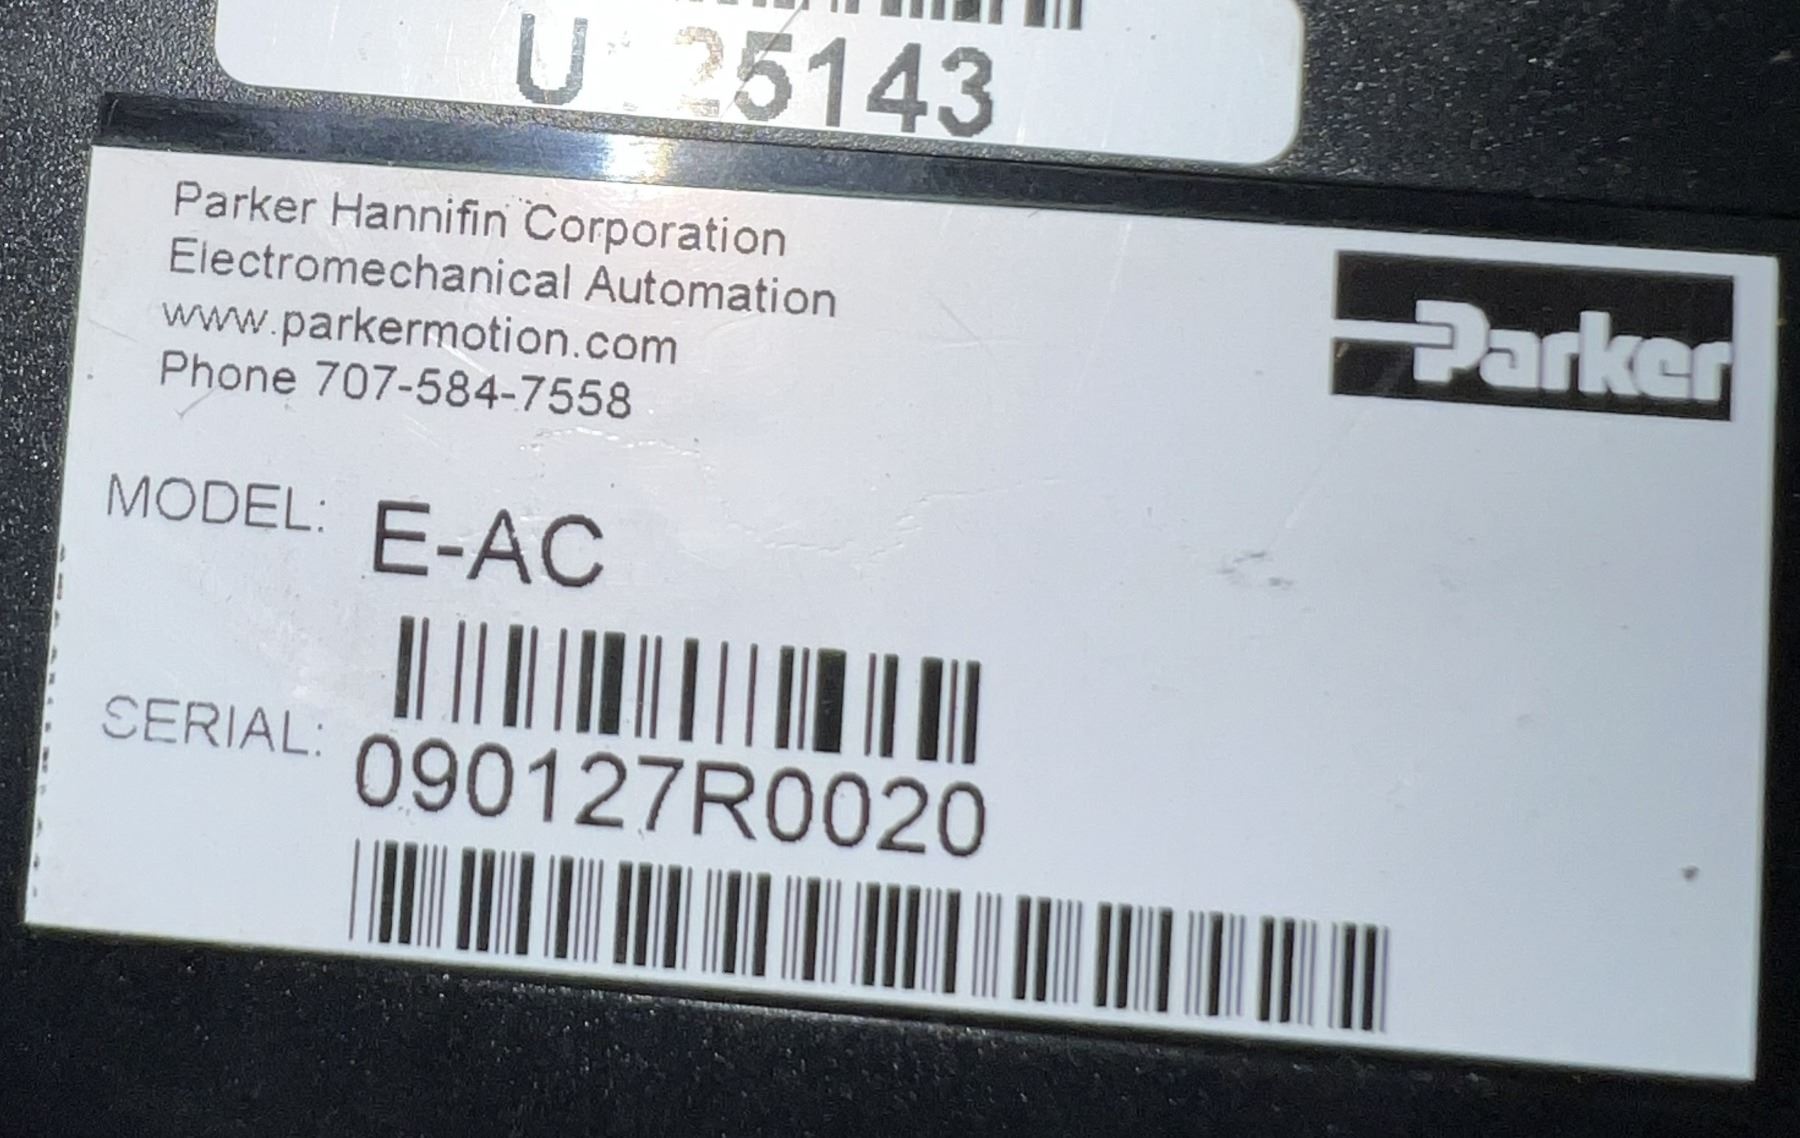 Parker Hannifin Corporation
Electromechanical Automation
www.parkermotion.com
Phone 707-584-7558
Parker
MODEL: E-AC
SERIAL: 090127R0020